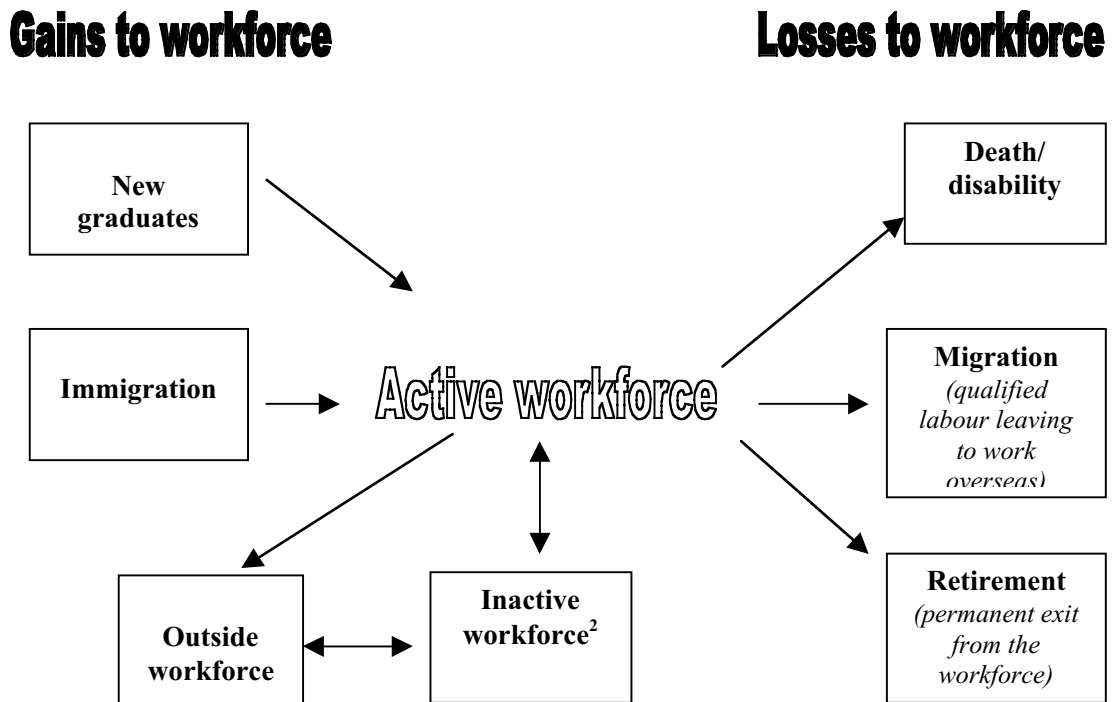 Gains to workforce
Losses to workforce
New
graduates
Death/
disability
Immigration
Active workforce
Migration
(qualified
labour leaving
to work
overseas)
Outside
workforce
Inactive
workforce²
Retirement
(permanent exit
from the
workforce)